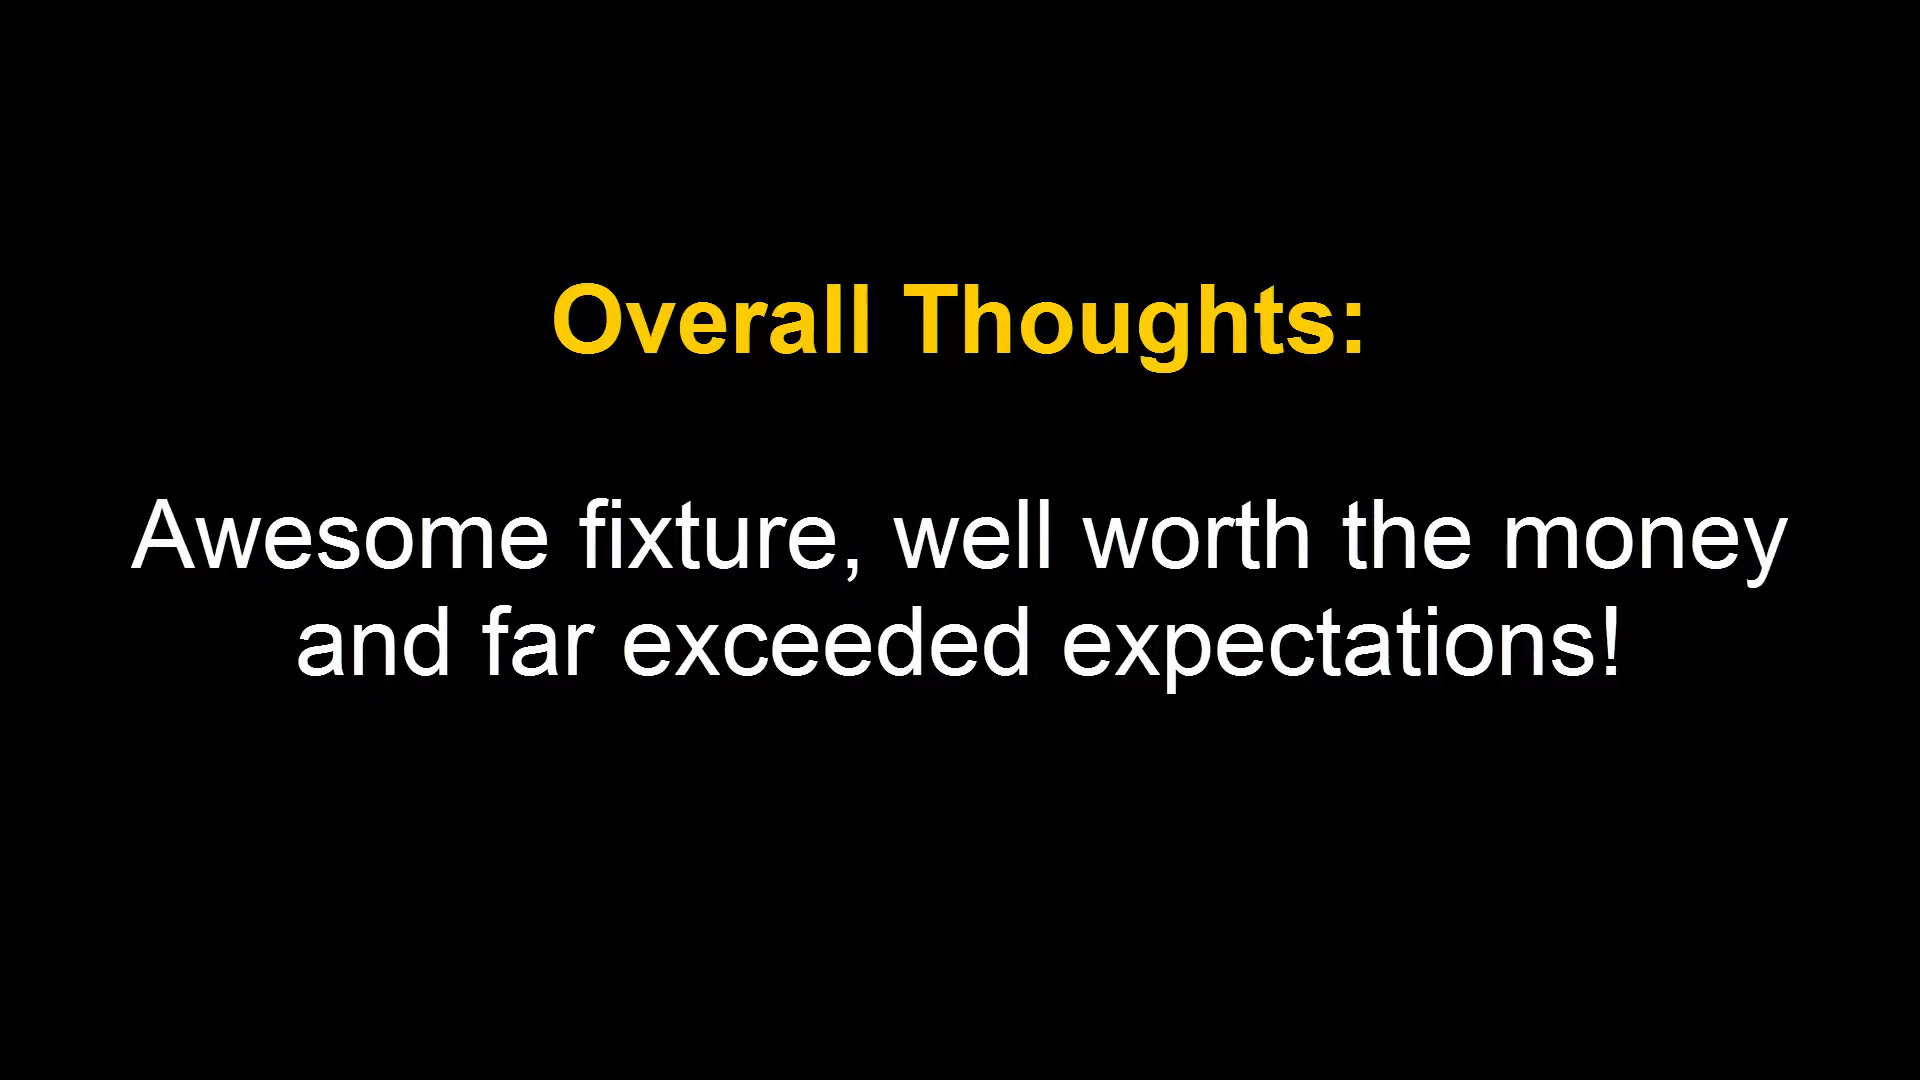 Overall Thoughts:
Awesome fixture, well worth the money
and far exceeded expectations!